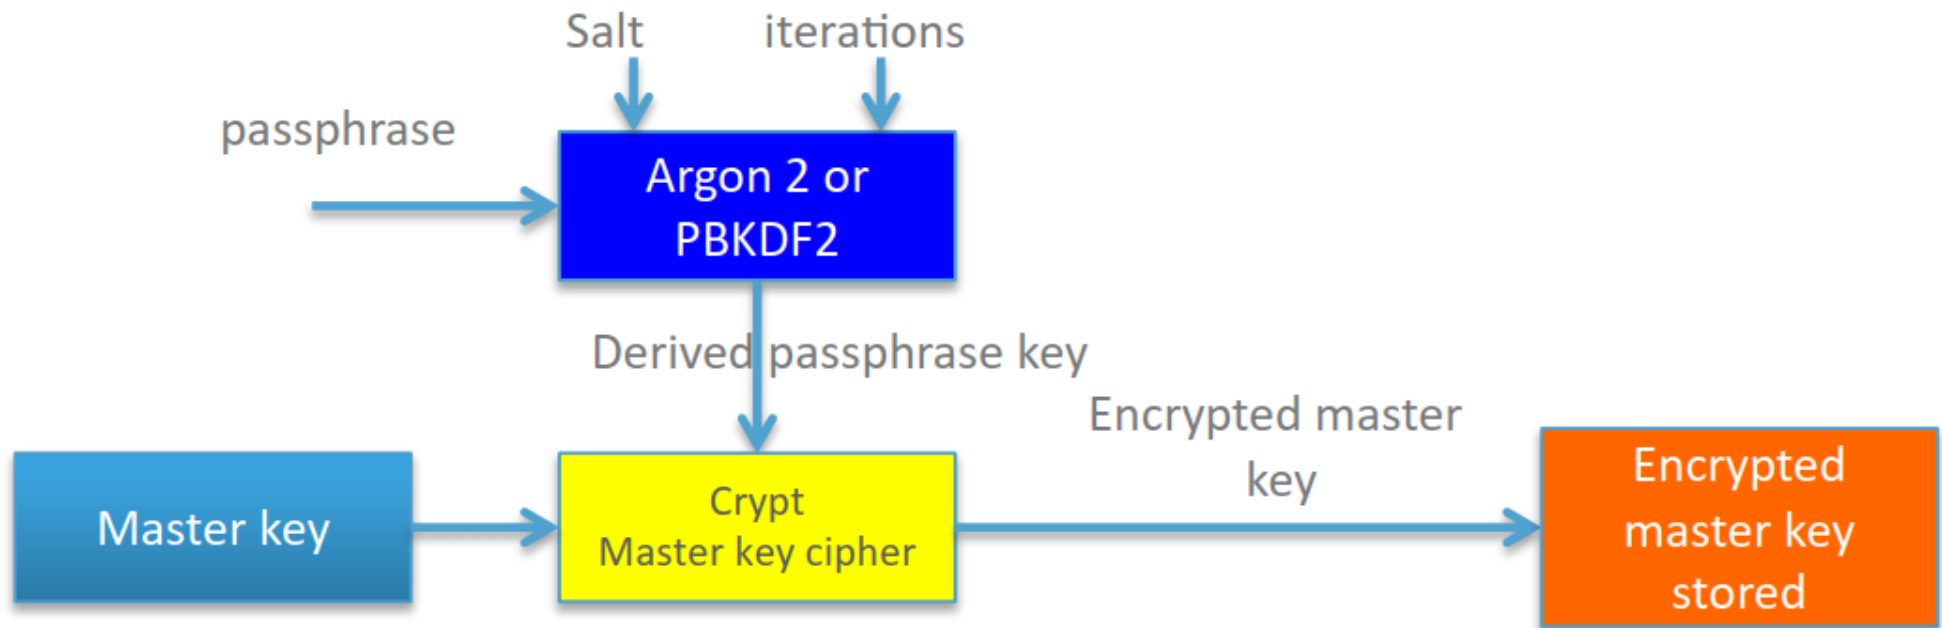 Salt
iterations
passphrase
Argon 2 or
PBKDF2
Derived passphrase key
Encrypted master
key
Master key
Crypt
Master key cipher
Encrypted
master key
stored